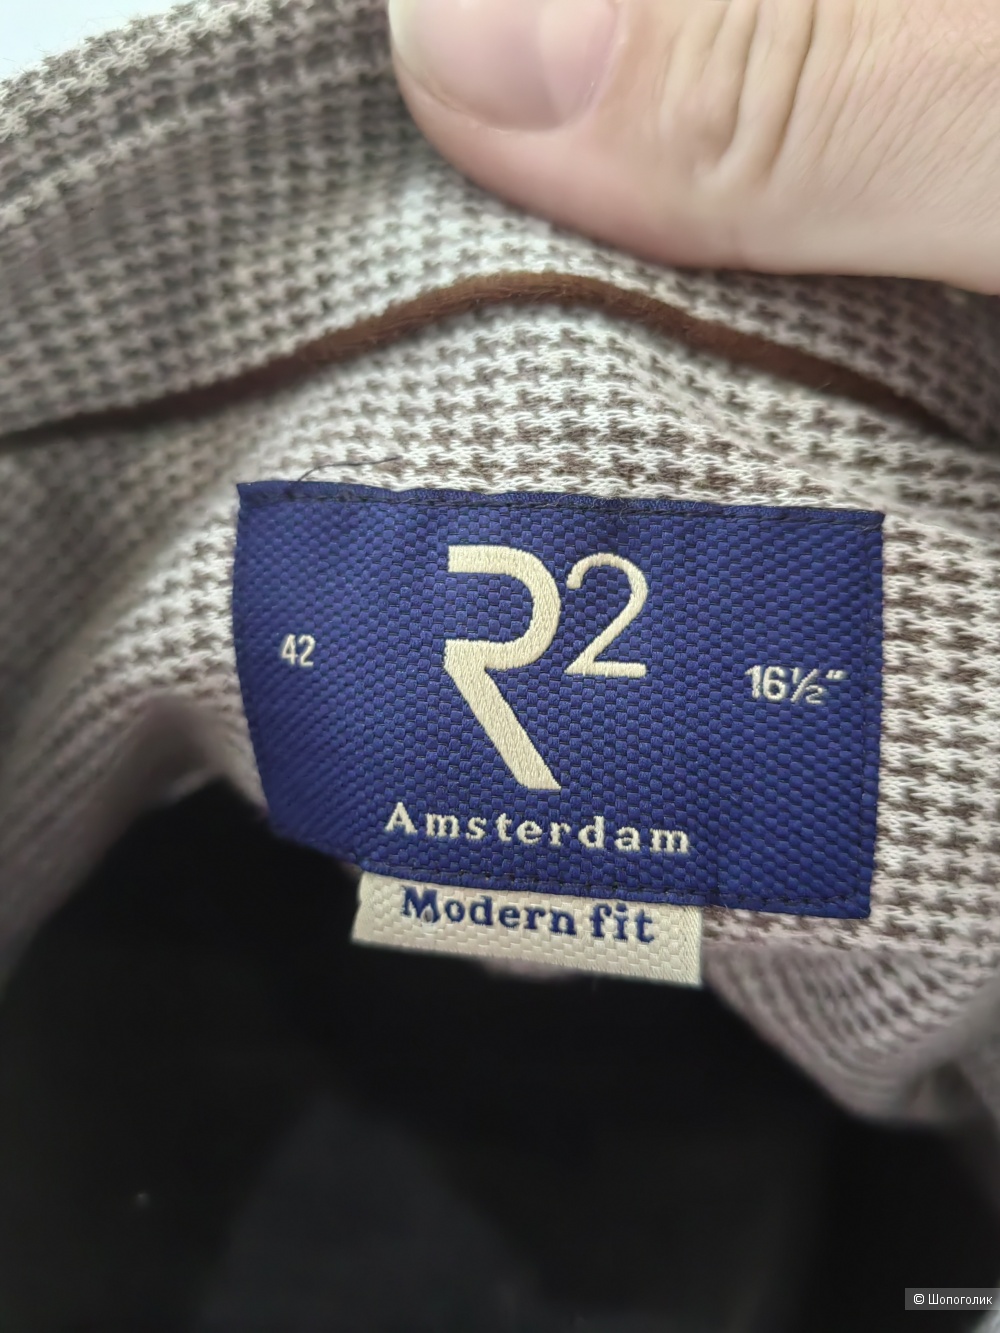 R2
42
16½"
Amsterdam
Modern fit
© Шопоголик